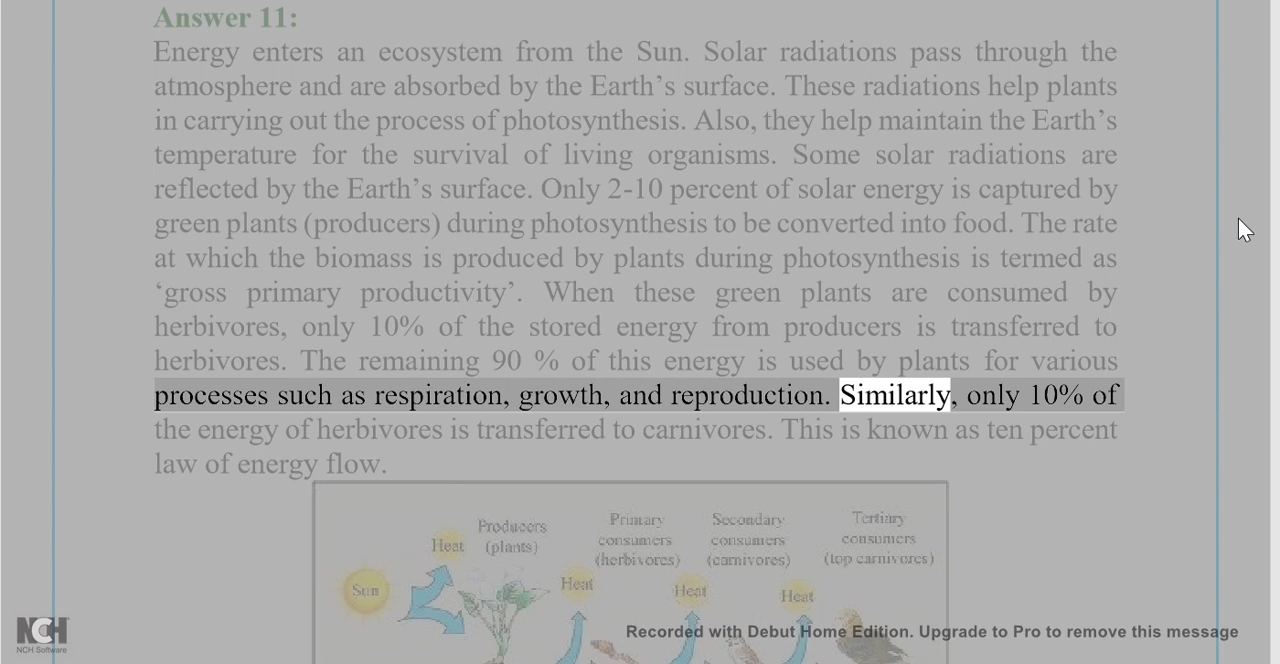 Answer 11:
Energy enters an ecosystem from the Sun. Solar radiations pass through the
atmosphere and are absorbed by the Earth’s surface. These radiations help plants
in carrying out the process of photosynthesis. Also, they help maintain the Earth’s
temperature for the survival of living organisms. Some solar radiations are
reflected by the Earth’s surface. Only 2-10 percent of solar energy is captured by
green plants (producers) during photosynthesis to be converted into food. The rate
at which the biomass is produced by plants during photosynthesis is termed as
‘gross primary productivity’. When these green plants are consumed by
herbivores, only 10% of the stored energy from producers is transferred to
herbivores. The remaining 90 % of this energy is used by plants for various
processes such as respiration, growth, and reproduction. Similarly, only 10% of
the energy of herbivores is transferred to carnivores. This is known as ten percent
law of energy flow.
Sun
Heat
Producers
(plants)
Heat
Primary
consumers
(herbivores)
Heat
Secondary
consumers
(carnivores)
Heat
Tertiary
consumers
(top carnivores)
NCH
NCH Software
Recorded with Debut Home Edition. Upgrade to Pro to remove this message